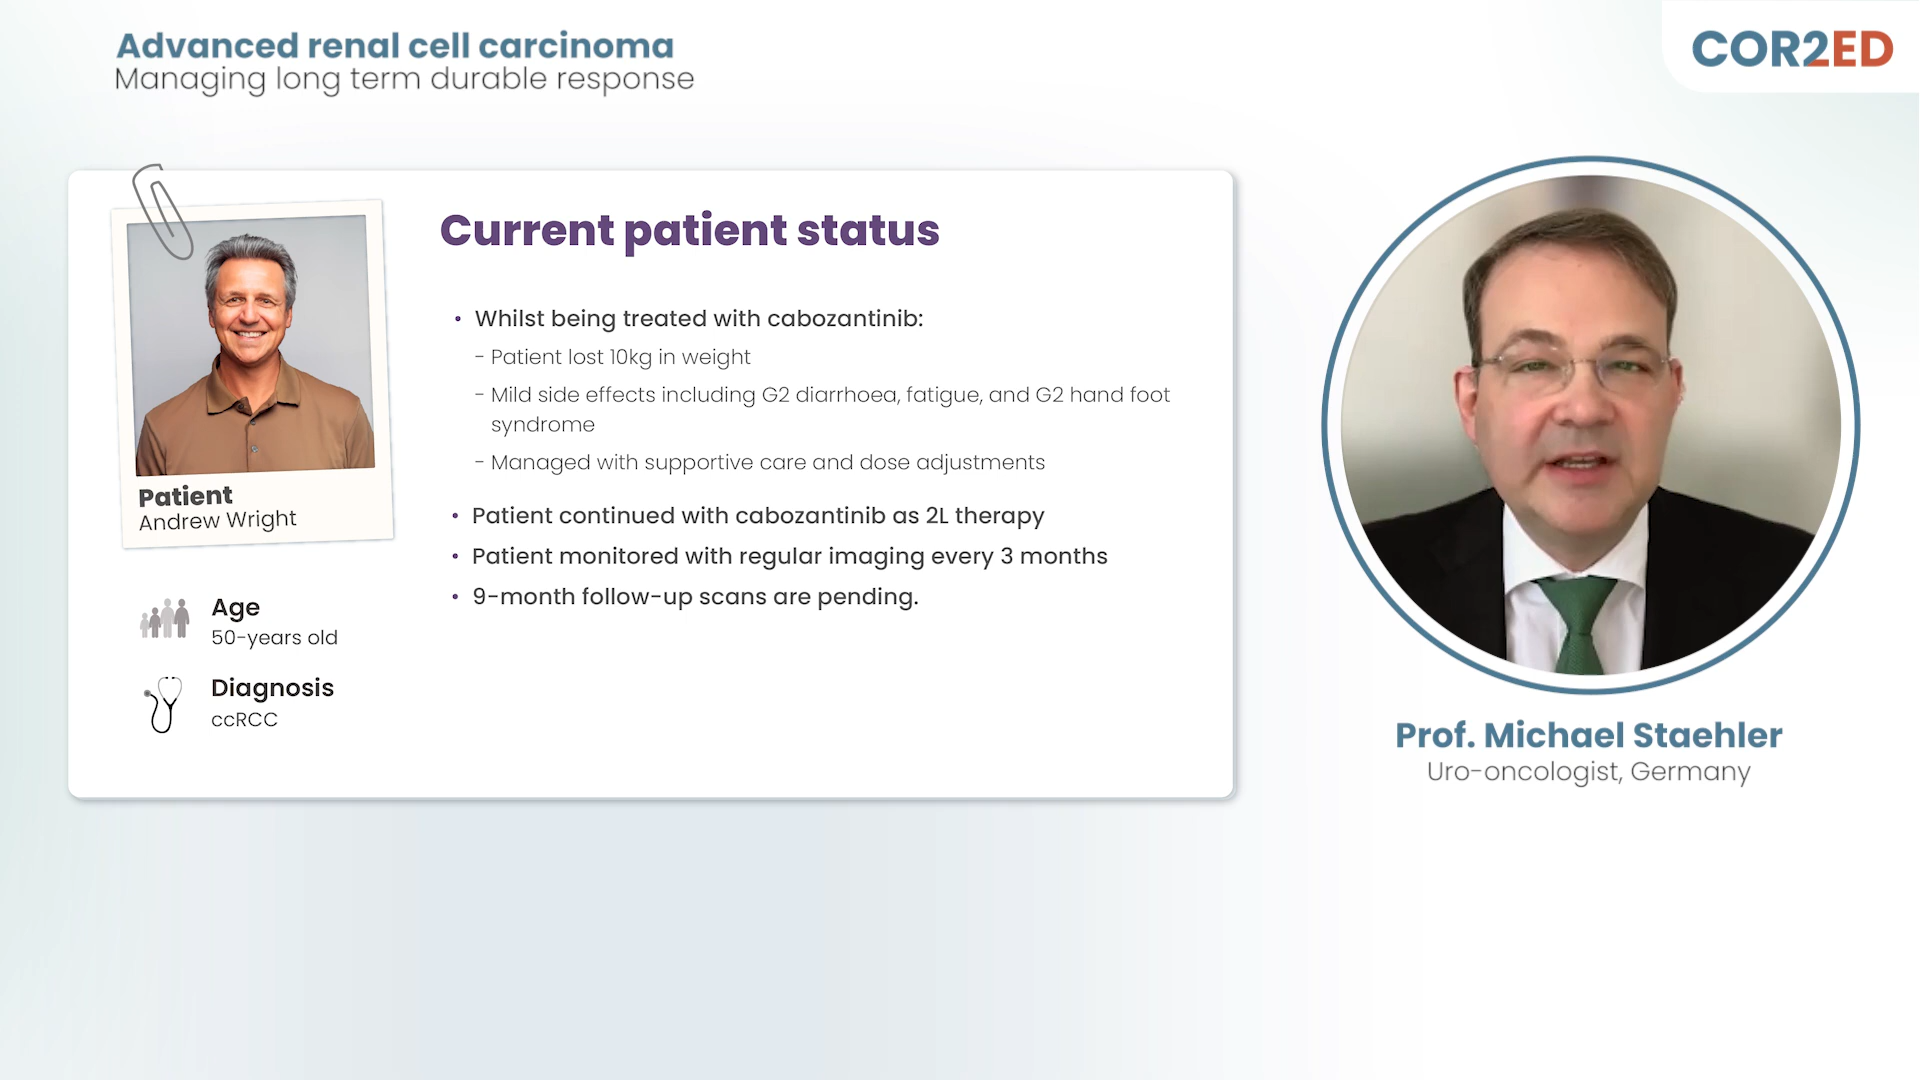 Advanced renal cell carcinoma
Managing long term durable response
COR2ED
Current patient status
• Whilst being treated with cabozantinib:
- Patient lost 10kg in weight
- Mild side effects including G2 diarrhoea, fatigue, and G2 hand foot
syndrome
- Managed with supportive care and dose adjustments
• Patient continued with cabozantinib as 2L therapy
• Patient monitored with regular imaging every 3 months
• 9-month follow-up scans are pending.
Patient
Andrew Wright
Age
50-years old
Diagnosis
ccRCC
Prof. Michael Staehler
Uro-oncologist, Germany